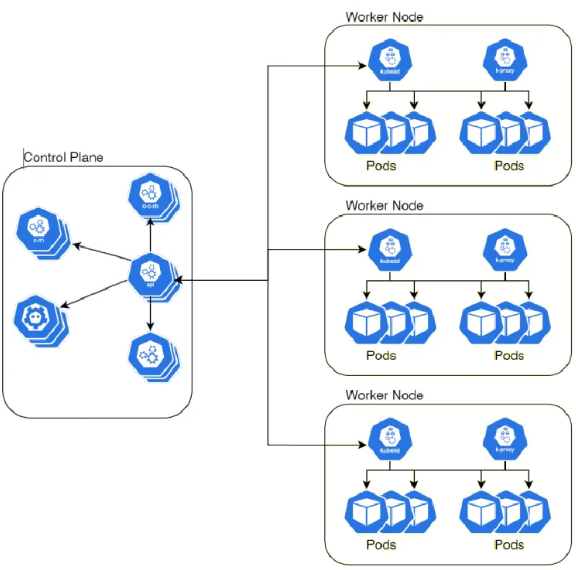 Worker Node
kubelet
k-proxy
Pods
Pods
Control Plane
c-c-m
c-m
api
Worker Node
kubelet
k-proxy
Pods
Pods
Worker Node
kubelet
k-proxy
Pods
Pods